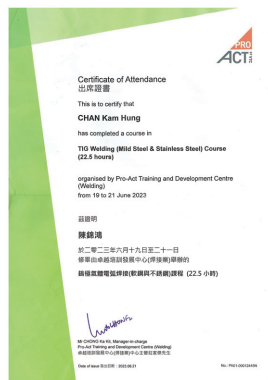 PRO
ACT!
Certificate of Attendance
出席證書
This is to certify that
CHAN Kam Hung
has completed a course in
TIG Welding (Mild Steel & Stainless Steel) Course
(22.5 hours)
organised by Pro-Act Training and Development Centre
(Welding)
from 19 to 21 June 2023
茲證明
陳錦鴻
於二零二三年六月十九日至二十一日
修畢由卓越培訓發展中心(焊接業)舉辦的
鎢極氣體電弧焊接(軟鋼與不銹鋼)課程 (22.5 小時)
Mr CHONG Ka Kit, Manager-in-charge
Pro-Act Training and Development Centre (Welding)
卓越培訓發展中心(焊接業)中心主管
Date of Issue 簽發日期 : 2023.06.21